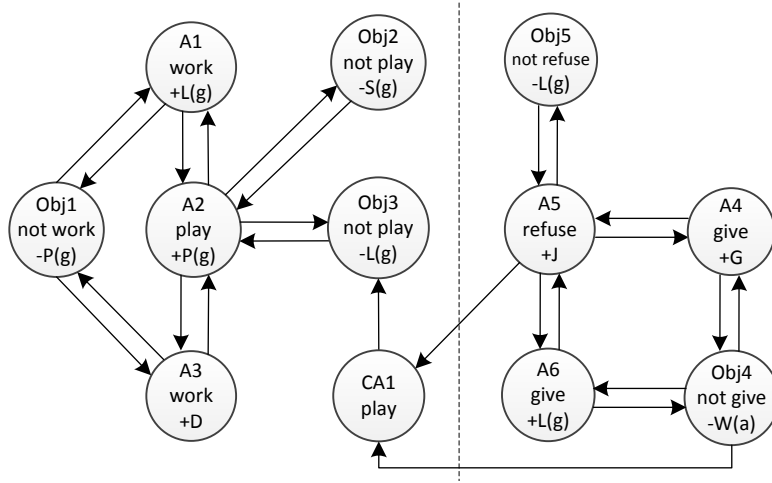 A1
work
+L(g)
Obj2
not play
-S(g)
Obj5
not refuse
-L(g)
Obj1
not work
-P(g)
A2
play
+P(g)
Obj3
not play
-L(g)
A5
refuse
+J
A4
give
+G
A3
work
+D
CA1
play
A6
give
+L(g)
Obj4
not give
-W(a)